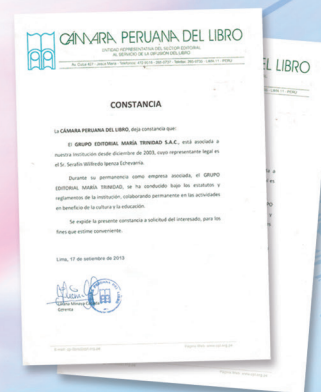 CÁMARA PERUANA DEL LIBRO
ENTIDAD REPRESENTATIVA DEL SECTOR EDITORIAL
AL SERVICIO DE LA DIFUSIÓN DEL LIBRO
CONSTANCIA
La CÁMARA PERUANA DEL LIBRO, deja constancia que:
El GRUPO EDITORIAL MARÍA TRINIDAD S.A.C., está asociada a
nuestra institución desde diciembre de 2003, cuyo representante legal es
el Sr. Serafín Wilfredo Ipenza Echevarría.
Durante su permanencia como empresa asociada, el GRUPO
EDITORIAL MARÍA TRINIDAD, se ha conducido bajo los estatutos y
reglamentos de la institución, colaborando permanente en las actividades
en beneficio de la cultura y la educación.
Se expide la presente constancia a solicitud del interesado, para los
fines que estime conveniente.
Lima, 17 de setiembre de 2015
Gerente
EL LIBRO